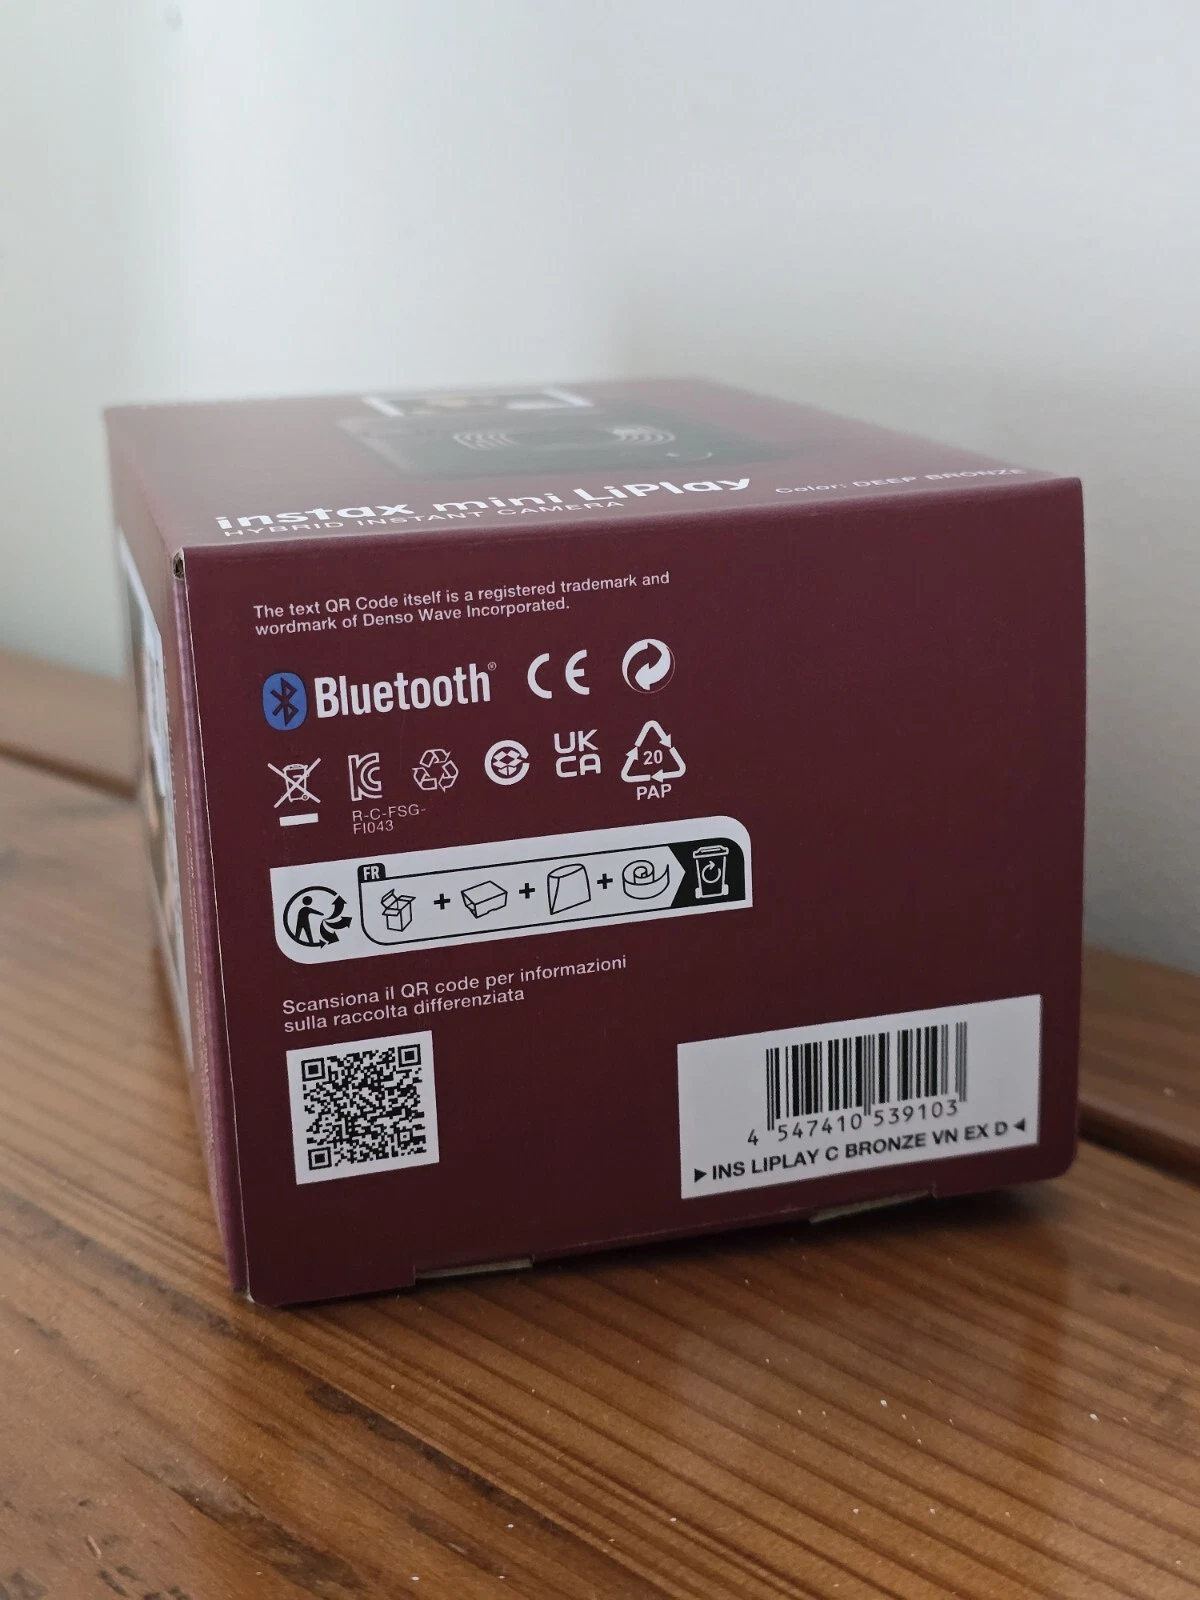 instax mini LiPlay
HYBRID INSTANT CAMERA
Color: DEEP BRONZE
The text QR Code itself is a registered trademark and
wordmark of Denso Wave Incorporated.
Bluetooth®
CE
UK
CA
20
PAP
R-C-FSG-
FI043
FR
Scansiona il QR code per informazioni
sulla raccolta differenziata
4 547410 539103
►INS LIPLAY C BRONZE VN EX D◄